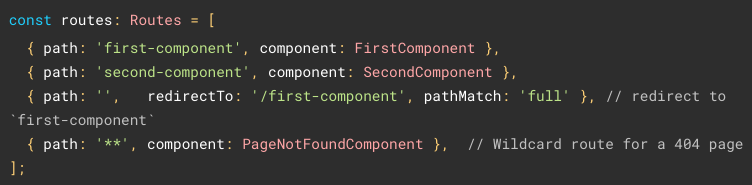 const routes: Routes = [
  { path: 'first-component', component: FirstComponent },
  { path: 'second-component', component: SecondComponent },
  { path: '',   redirectTo: '/first-component', pathMatch: 'full' }, // redirect to
`first-component`
  { path: '**', component: PageNotFoundComponent },  // Wildcard route for a 404 page
];